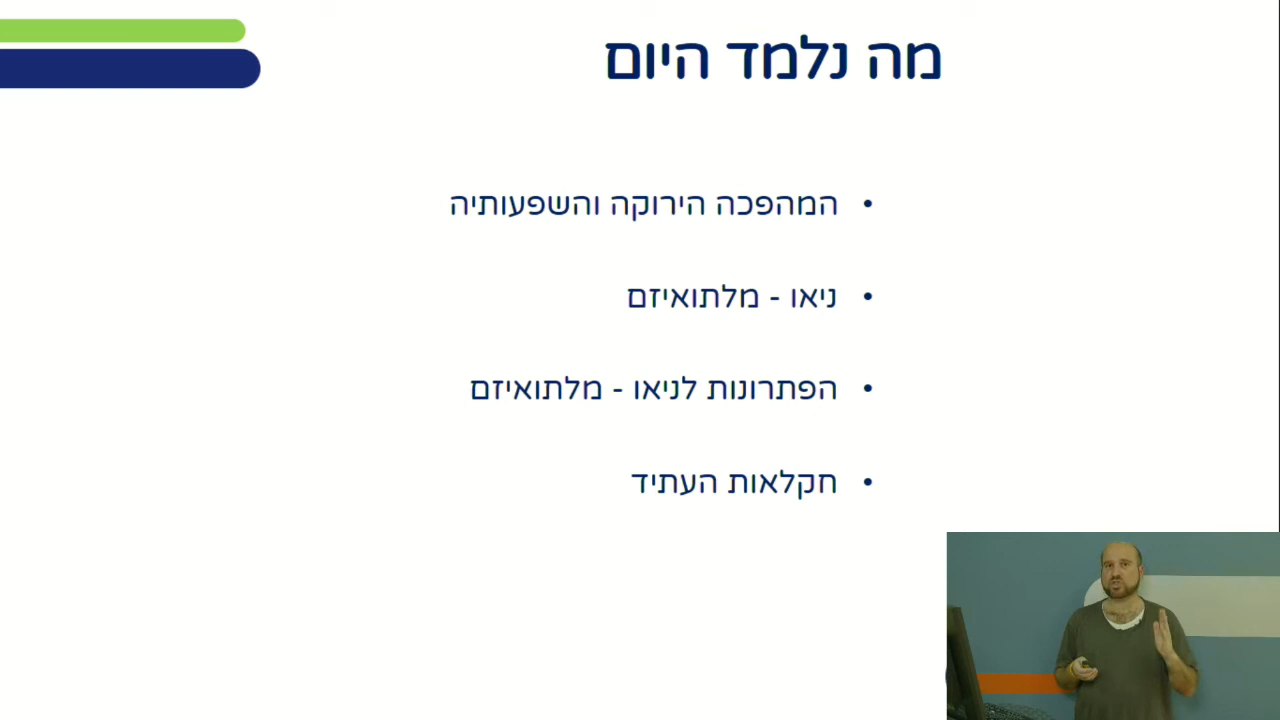 מה נלמד היום
• המהפכה הירוקה והשפעותיה
• ניאו - מלתואיזם
• הפתרונות לניאו - מלתואיזם
• חקלאות העתיד